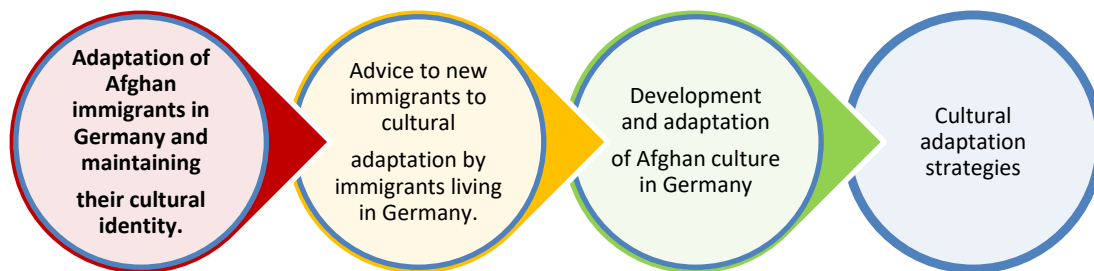 Adaptation of
Afghan
immigrants in
Germany and
maintaining
their cultural
identity.
Advice to new
immigrants to
cultural
adaptation by
immigrants living
in Germany.
Development
and adaptation
of Afghan culture
in Germany
Cultural
adaptation
strategies